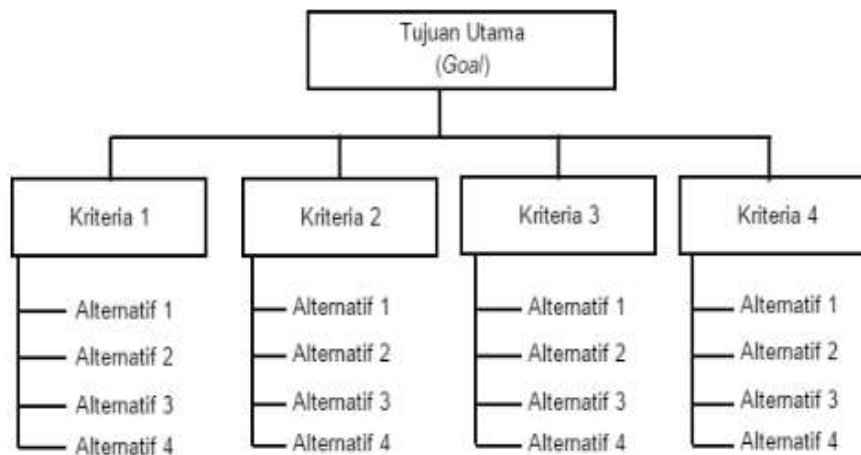 Tujuan Utama
(Goal)
Kriteria 1
Kriteria 2
Kriteria 3
Kriteria 4
Alternatif 1
Alternatif 2
Alternatif 3
Alternatif 4
Alternatif 1
Alternatif 2
Alternatif 3
Alternatif 4
Alternatif 1
Alternatif 2
Alternatif 3
Alternatif 4
Alternatif 1
Alternatif 2
Alternatif 3
Alternatif 4